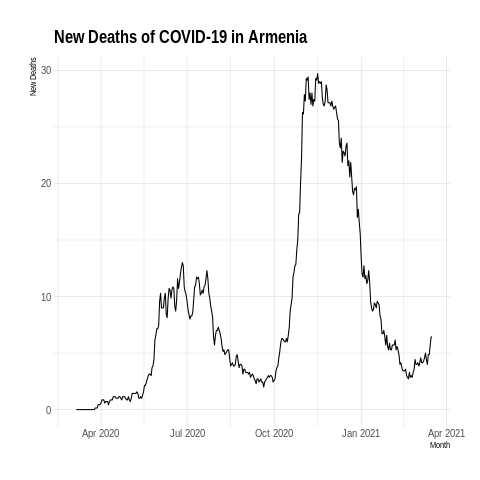 New Deaths of COVID-19 in Armenia
New Deaths
30
20
10
0
Apr 2020 Jul 2020 Oct 2020 Jan 2021 Apr 2021
Month